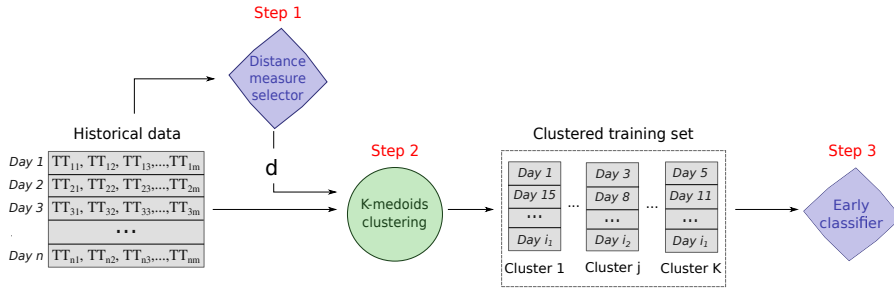 Step 1
Distance
measure
selector
d
Historical data
Day 1 TT11, TT12, TT13,...,TT1m
Day 2 TT21, TT22, TT23,...,TT2m
Day 3 TT31, TT32, TT33,...,TT3m
...
Day n TTn1, TTn2, TTn3,...,TTnm
Step 2
K-medoids
clustering
Clustered training set
Day 1
Day 15
...
Day i1
Cluster 1
...
Day 3
Day 8
...
Day i2
Cluster j
...
Day 5
Day 11
...
Day i1
Cluster K
Step 3
Early
classifier